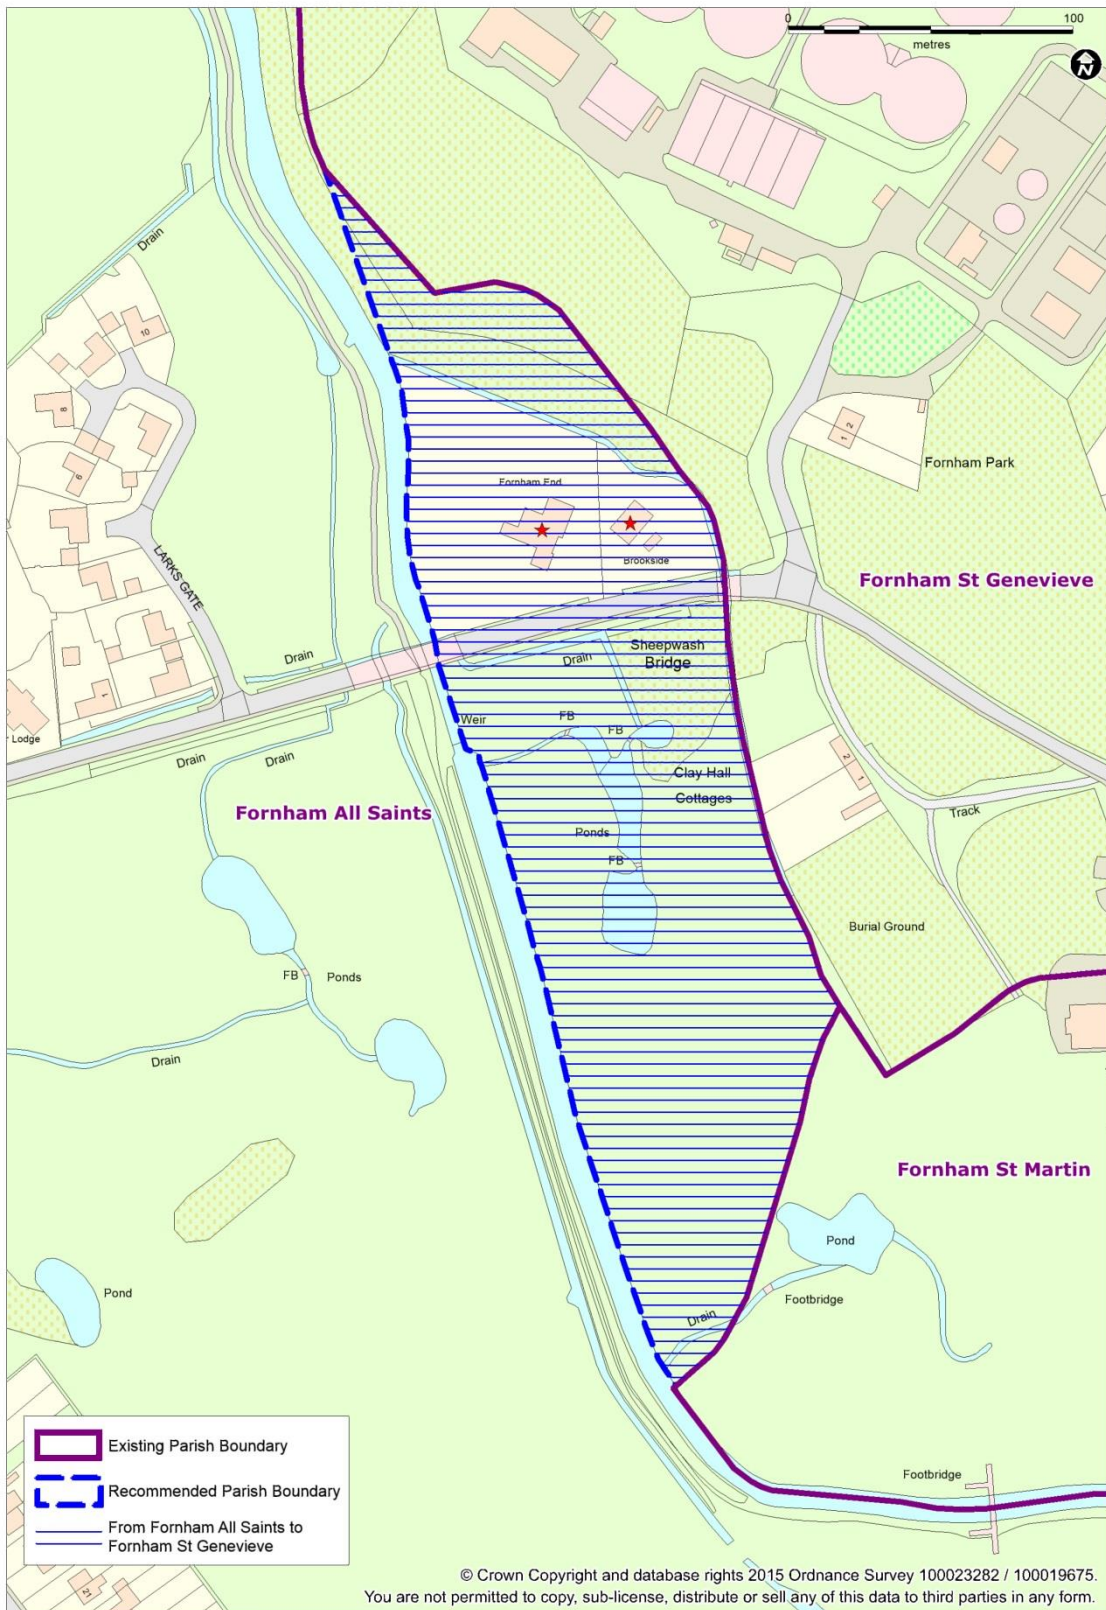 0 100
metres
N
Drain
10
8
6
LARKS GATE
1
r Lodge
Drain
Drain
Drain
Fornham End
Brookside
1 2
Fornham Park
Fornham St Genevieve
Sheepwash
Bridge
Drain
Weir
FB
FB
Clay Hall
Cottages
2
1
Track
Fornham All Saints
Ponds
FB
Burial Ground
FB
Ponds
Drain
Fornham St Martin
Pond
Footbridge
Drain
Pond
Footbridge
21
Existing Parish Boundary
Recommended Parish Boundary
From Fornham All Saints to
Fornham St Genevieve
© Crown Copyright and database rights 2015 Ordnance Survey 100023282 / 100019675.
You are not permitted to copy, sub-license, distribute or sell any of this data to third parties in any form.